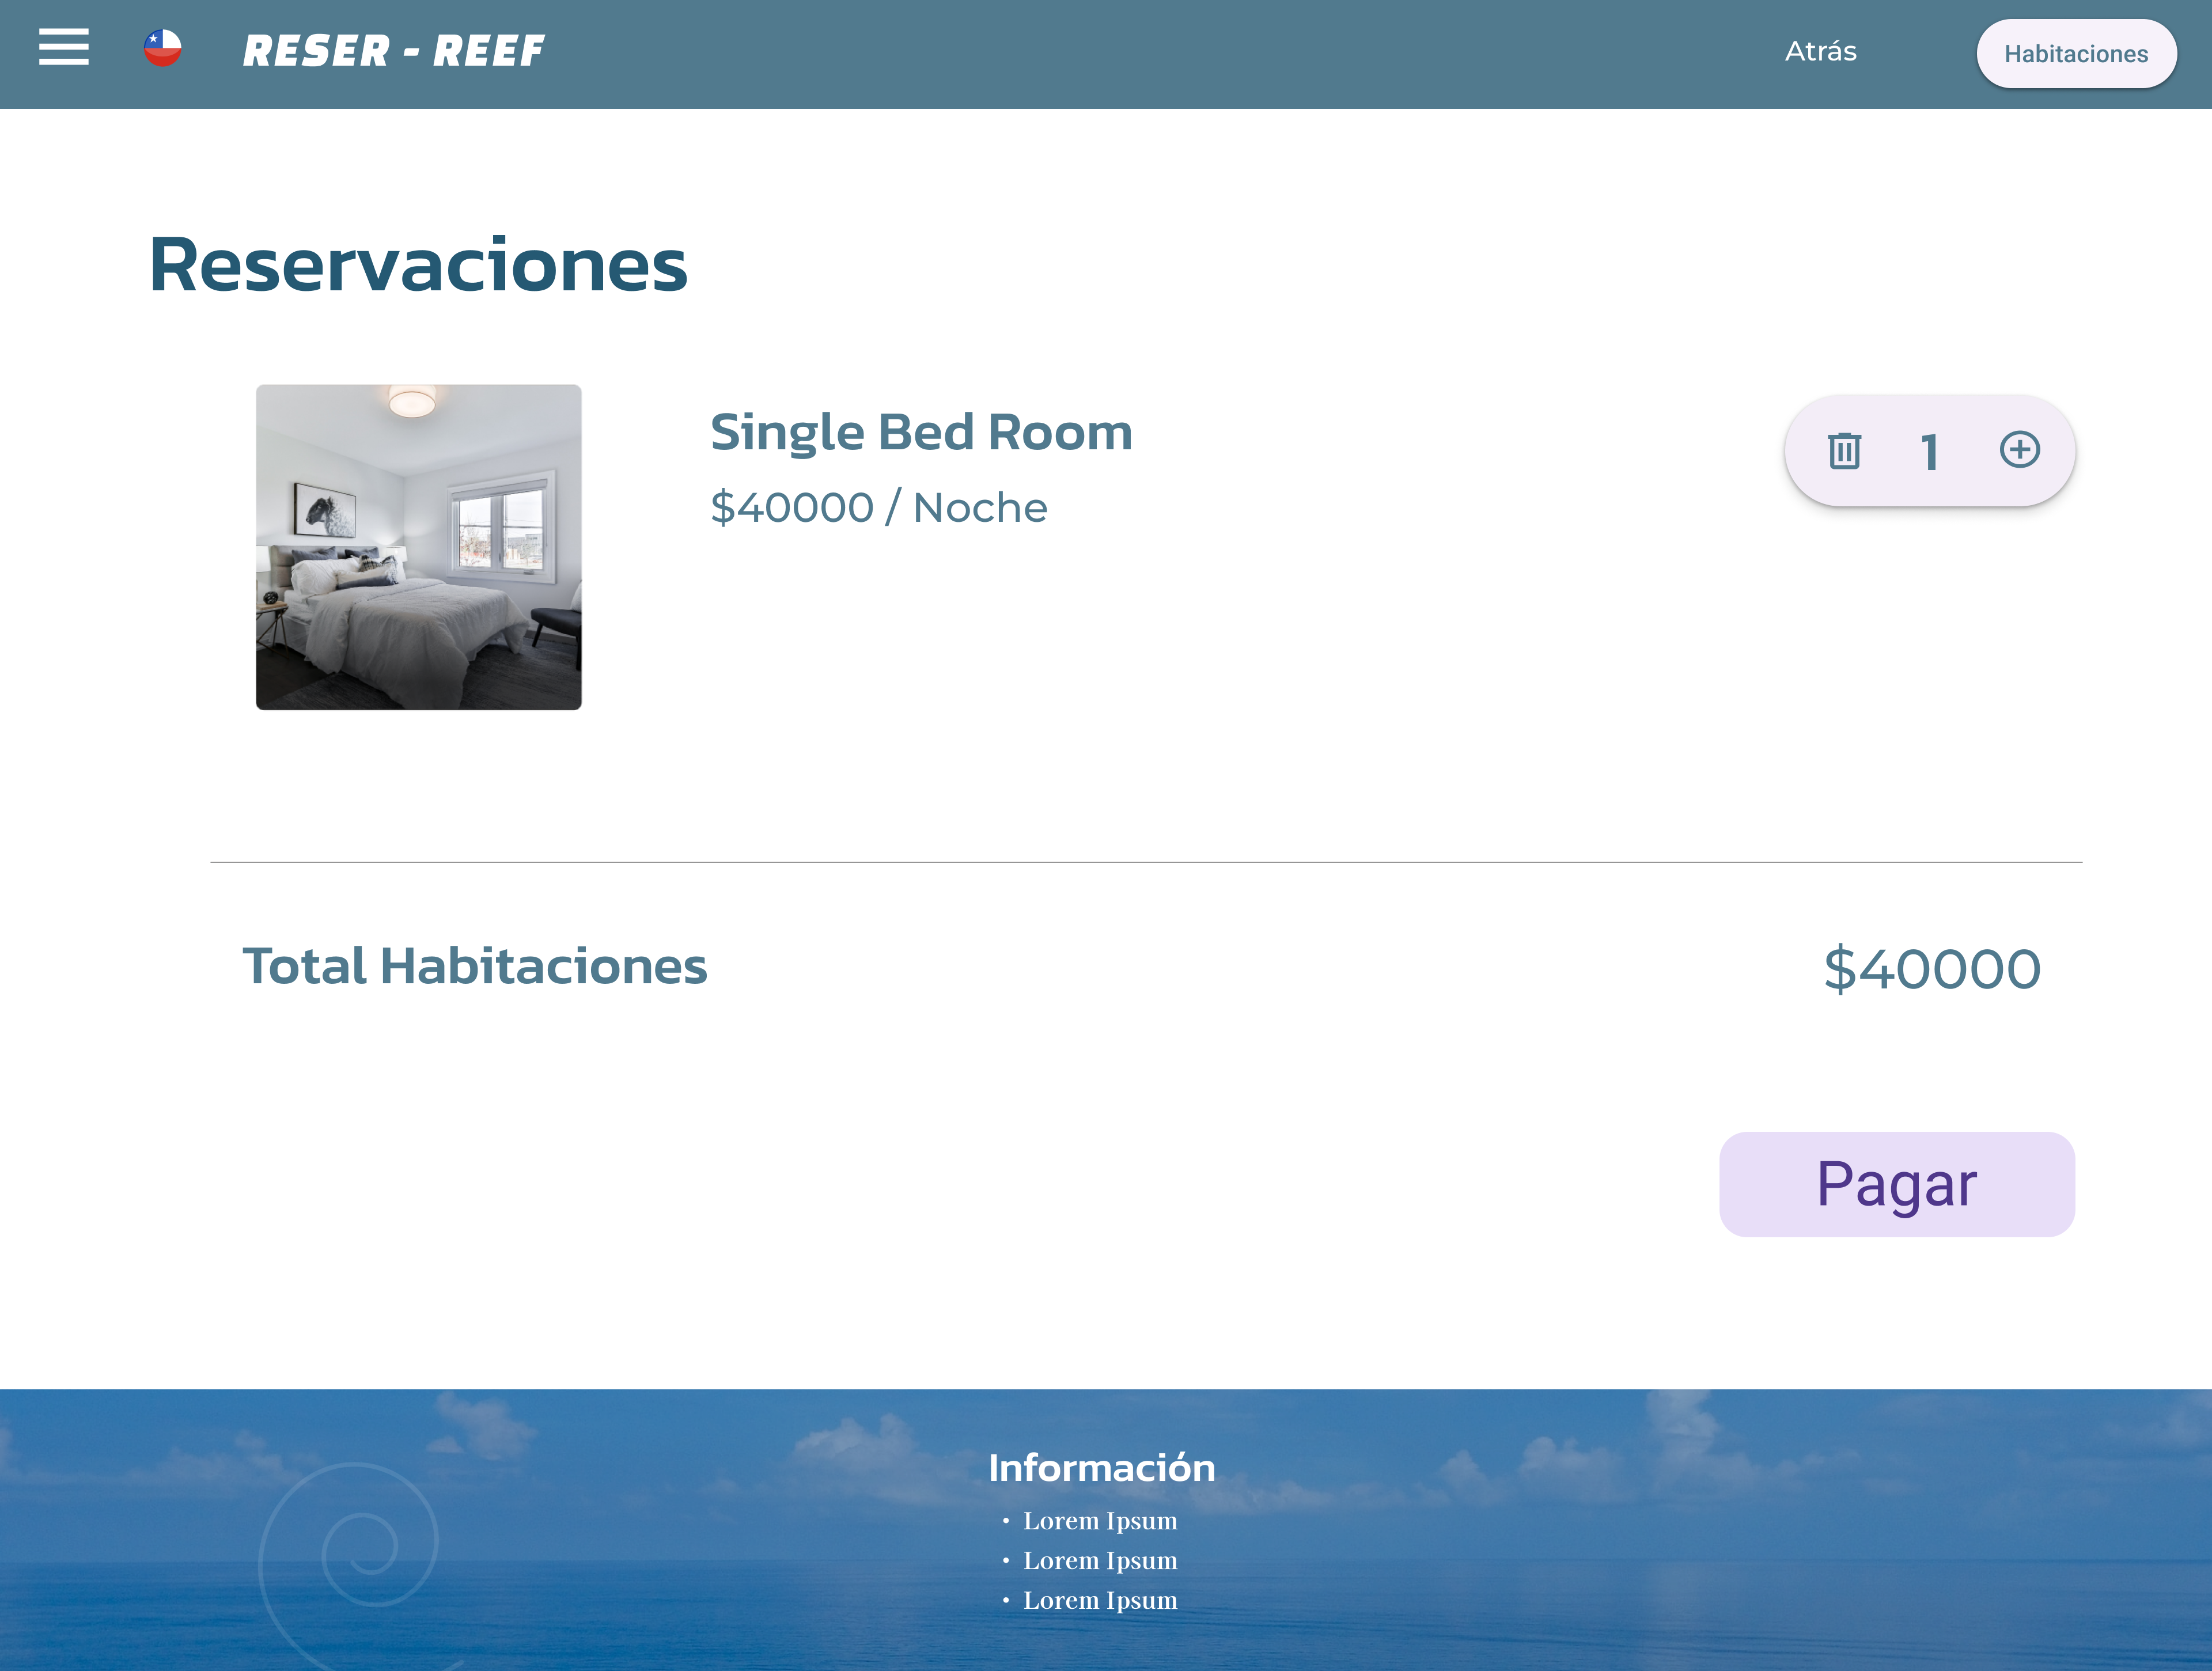 RESER - REEF
Atrás
Habitaciones
Reservaciones
Single Bed Room
$40000 / Noche
1
Total Habitaciones
$40000
Pagar
Información
• Lorem Ipsum
• Lorem Ipsum
• Lorem Ipsum